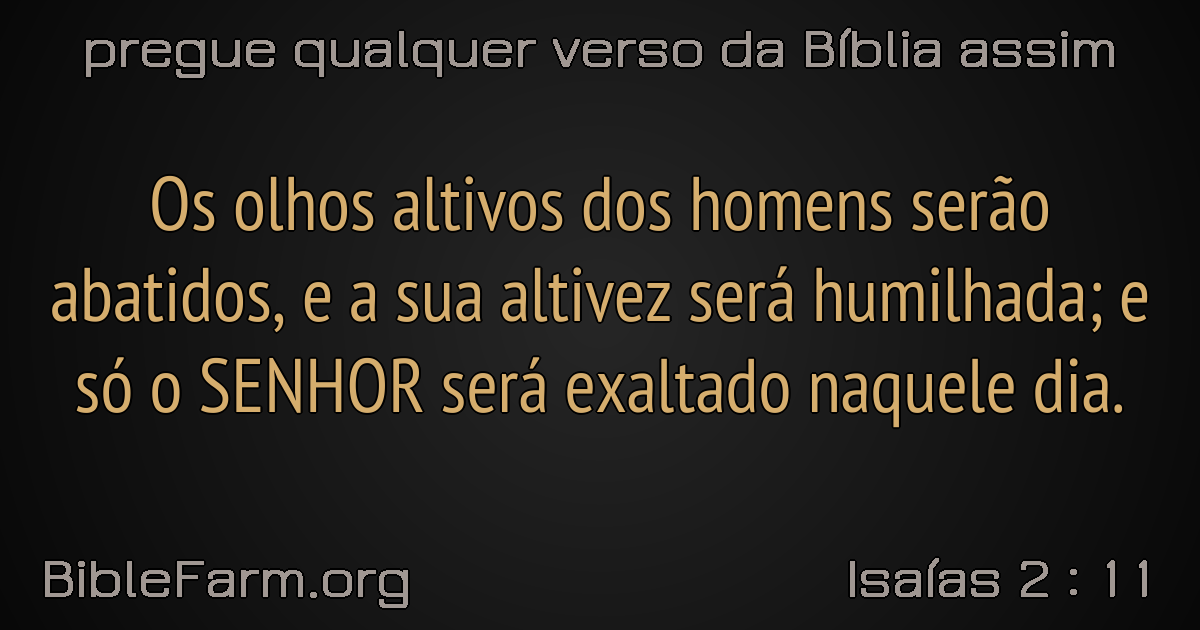 pregue qualquer verso da Bíblia assim
Os olhos altivos dos homens serão
abatidos, e a sua altivez será humilhada; e
só o SENHOR será exaltado naquele dia.
BibleFarm.org
Isaías 2 : 11